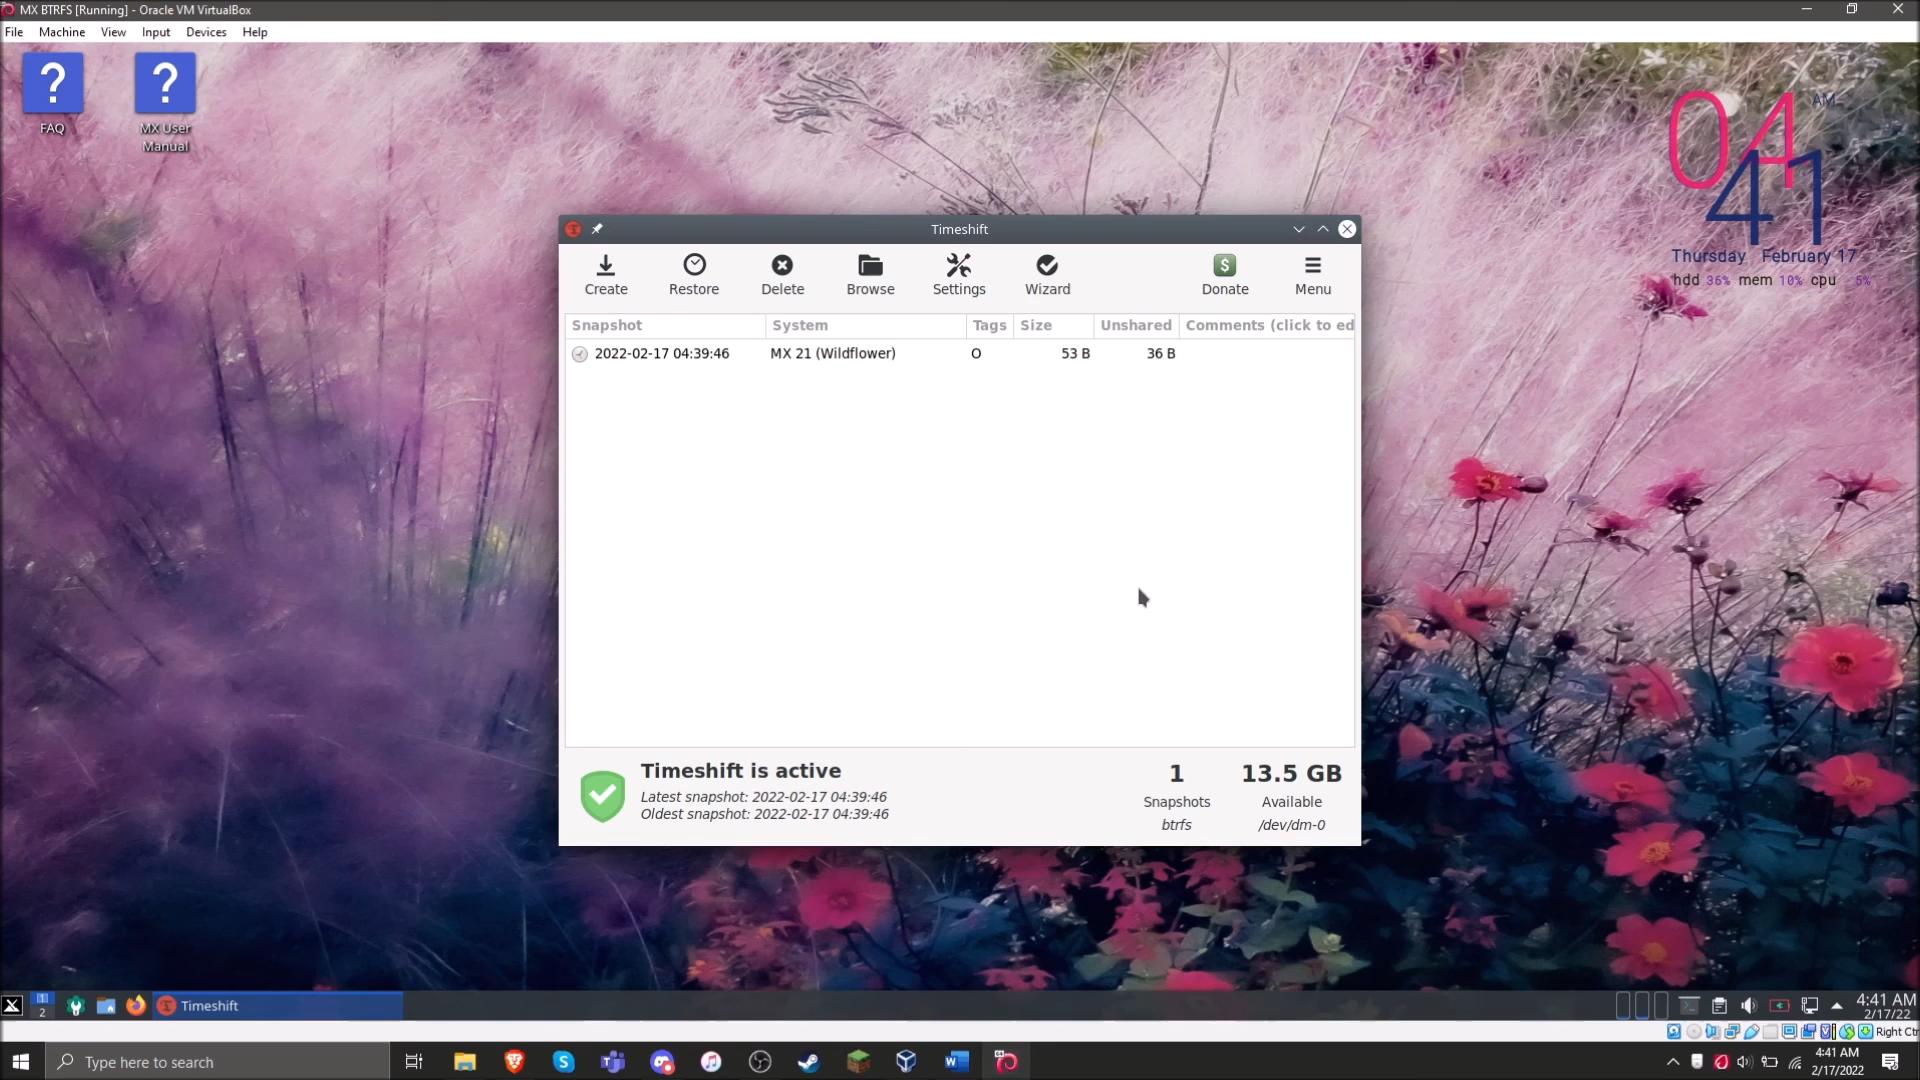 MX BTRFS [Running] - Oracle VM VirtualBox
File Machine View Input Devices Help
FAQ
MX User
Manual
04
AM
41
Thursday February 17
hdd 36% mem 10% cpu 5%
Timeshift
Create Restore Delete Browse Settings Wizard Donate Menu
Snapshot System Tags Size Unshared Comments (click to ed
2022-02-17 04:39:46 MX 21 (Wildflower) O 53 B 36 B
Timeshift is active
Latest snapshot: 2022-02-17 04:39:46
Oldest snapshot: 2022-02-17 04:39:46
1
Snapshots
btrfs
13.5 GB
Available
/dev/dm-0
1
2
Timeshift
4:41 AM
2/17/22
Right Ctr
Type here to search
4:41 AM
2/17/2022